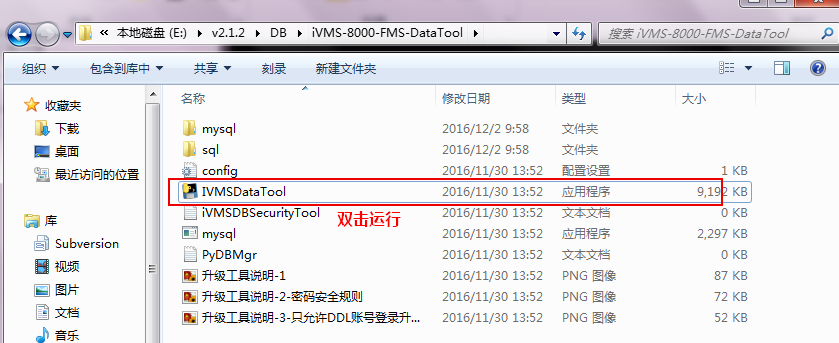 « 本地磁盘 (E:) ▸ v2.1.2 ▸ DB ▸ iVMS-8000-FMS-DataTool ▸
搜索 iVMS-8000-FMS-DataTool
组织 包含到库中 共享 刻录 新建文件夹
名称 修改日期 类型 大小
收藏夹
下载
桌面
最近访问的位置
库
Subversion
视频
图片
文档
音乐
mysql 2016/12/2 9:58 文件夹
sql 2016/12/2 9:58 文件夹
config 2016/11/30 13:52 配置设置 1 KB
IVMSDataTool 2016/11/30 13:52 应用程序 9,192 KB
iVMSDBSecurityTool 2016/11/30 13:52 文本文档 0 KB
双击运行
mysql 2016/11/30 13:52 应用程序 2,297 KB
PyDBMgr 2016/11/30 13:52 文本文档 0 KB
升级工具说明-1 2016/11/30 13:52 PNG 图像 87 KB
升级工具说明-2-密码安全规则 2016/11/30 13:52 PNG 图像 72 KB
升级工具说明-3-只允许DDL账号登录升... 2016/11/30 13:52 PNG 图像 52 KB